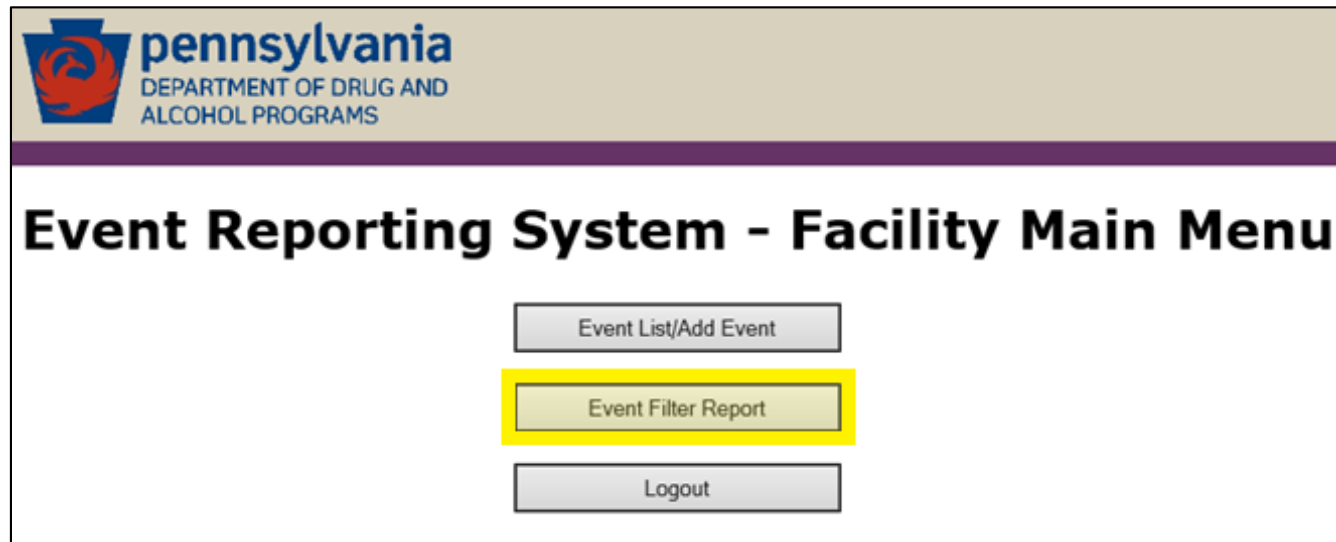 pennsylvania
DEPARTMENT OF DRUG AND
ALCOHOL PROGRAMS
Event Reporting System - Facility Main Menu
Event List/Add Event
Event Filter Report
Logout